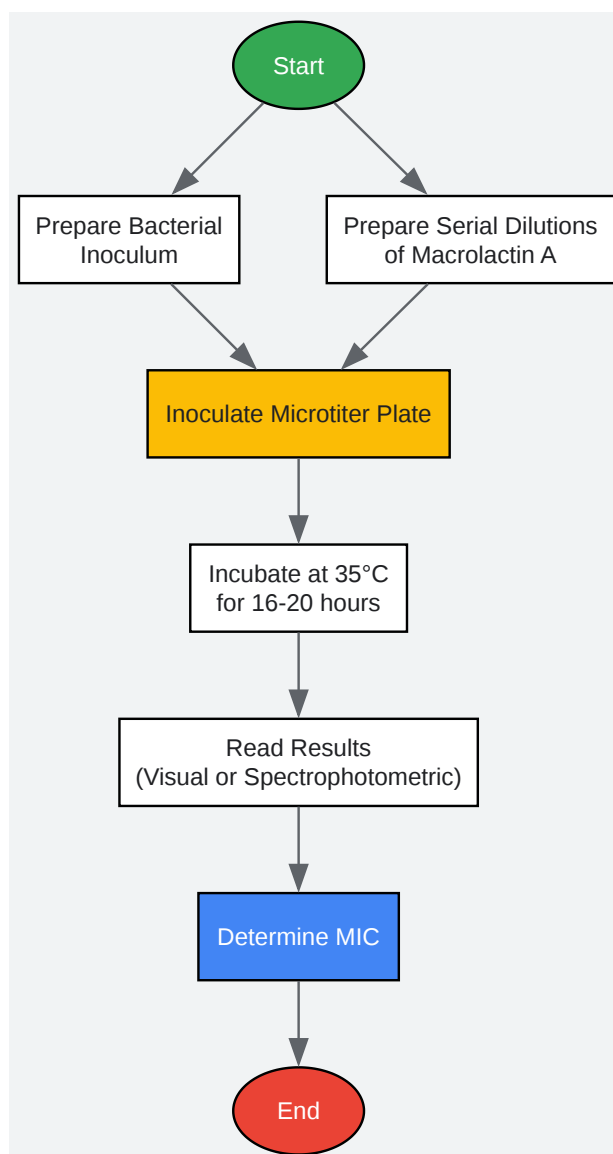 Start
Prepare Bacterial
Inoculum
Prepare Serial Dilutions
of Macrolactin A
Inoculate Microtiter Plate
Incubate at 35°C
for 16-20 hours
Read Results
(Visual or Spectrophotometric)
Determine MIC
End